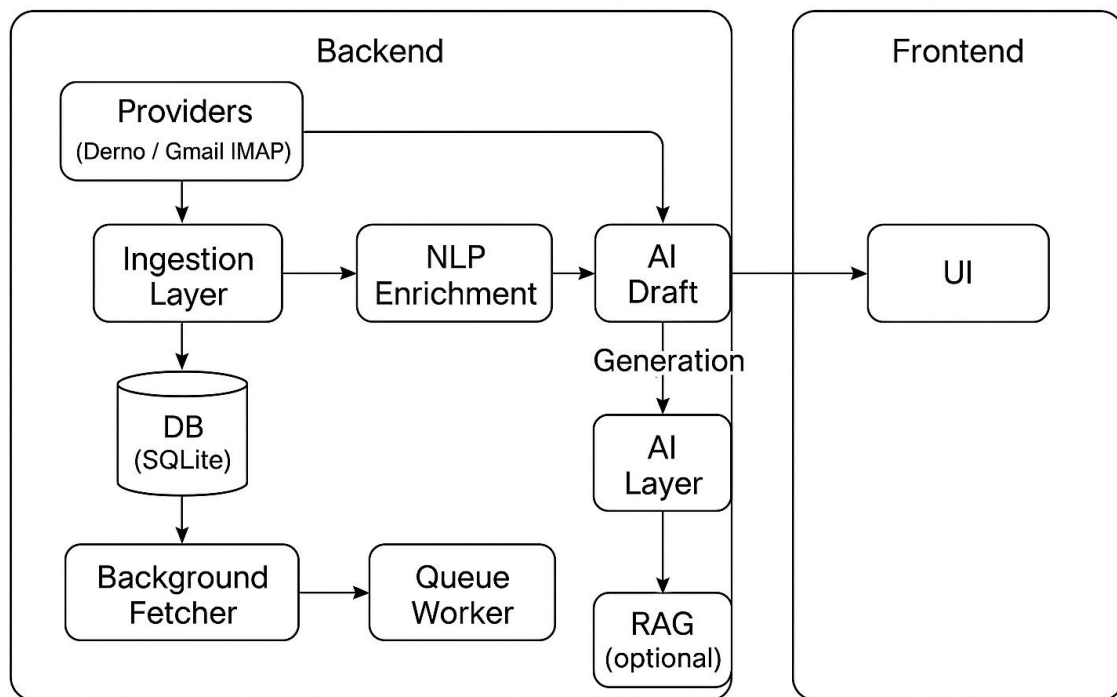 Backend
Frontend
Providers
(Derno / Gmail IMAP)
Ingestion
Layer
NLP
Enrichment
AI
Draft
UI
Generation
DB
(SQLite)
AI
Layer
Background
Fetcher
Queue
Worker
RAG
(optional)